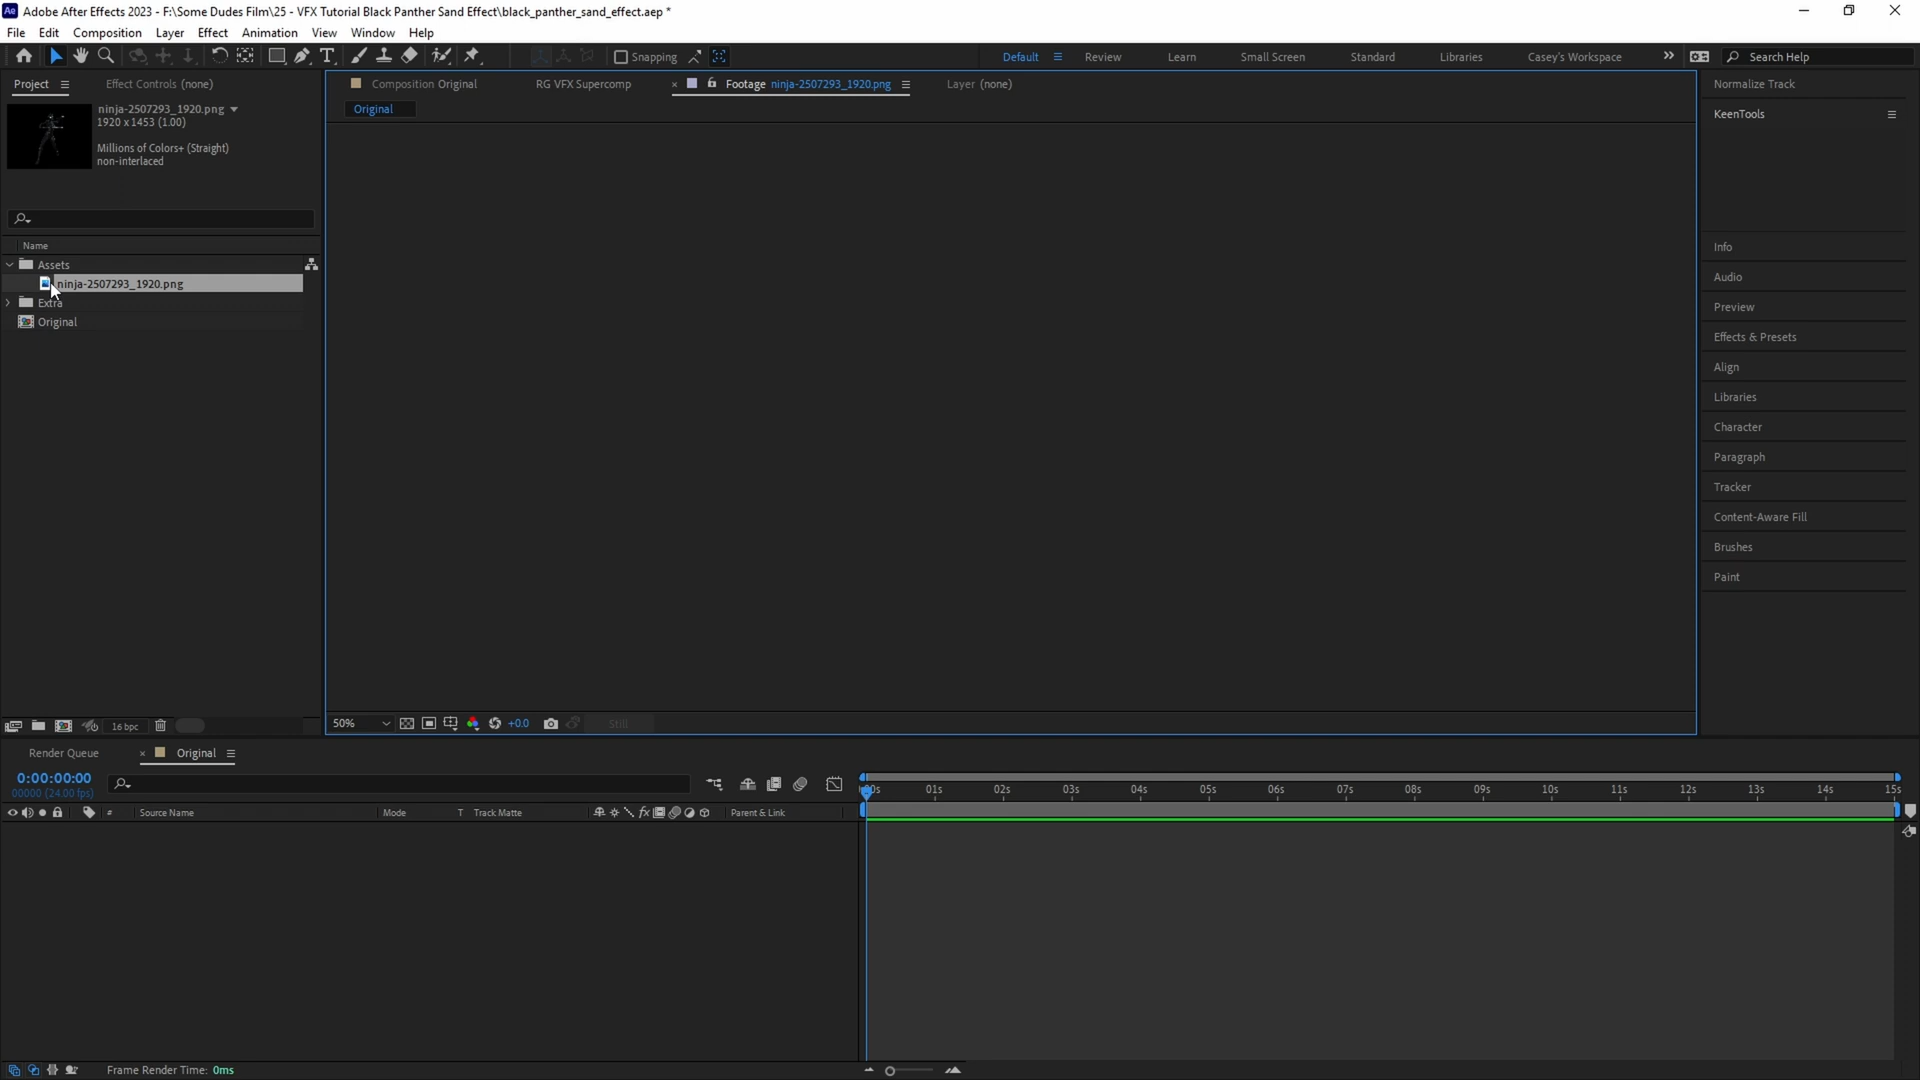 Ae Adobe After Effects 2023 - F:\Some Dudes Film\25 - VFX Tutorial Black Panther Sand Effect\black_panther_sand_effect.aep *
File Edit Composition Layer Effect Animation View Window Help
Snapping Default Review Learn Small Screen Standard Libraries Casey's Workspace Search Help
Project Effect Controls (none)
Composition Original RG VFX Supercomp Footage ninja-2507293_1920.png Layer (none)
Normalize Track
ninja-2507293_1920.png
1920 x 1453 (1.00)
Millions of Colors+ (Straight)
non-interlaced
Original
KeenTools
Name
Assets
ninja-2507293_1920.png
Extra
Original
Info
Audio
Preview
Effects & Presets
Align
Libraries
Character
Paragraph
Tracker
Content-Aware Fill
Brushes
Paint
16 bpc
50% +0.0 Still
Render Queue Original
0:00:00:00
00000 (24.00 fps)
:00s 01s 02s 03s 04s 05s 06s 07s 08s 09s 10s 11s 12s 13s 14s 15s
# Source Name Mode T Track Matte fx Parent & Link
Frame Render Time: 0ms